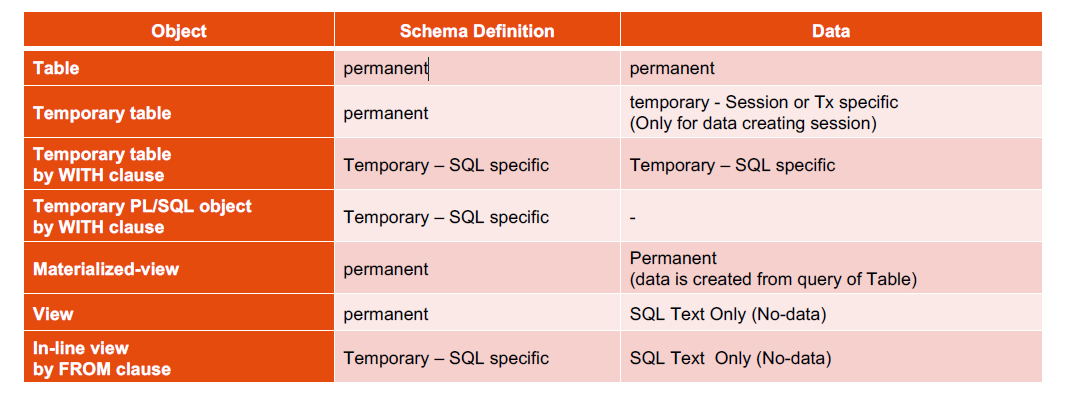 Object Schema Definition Data
Table permanent permanent
Temporary table permanent temporary - Session or Tx specific
(Only for data creating session)
Temporary table
by WITH clause Temporary – SQL specific Temporary – SQL specific
Temporary PL/SQL object
by WITH clause Temporary – SQL specific -
Materialized-view permanent Permanent
(data is created from query of Table)
View permanent SQL Text Only (No-data)
In-line view
by FROM clause Temporary – SQL specific SQL Text Only (No-data)